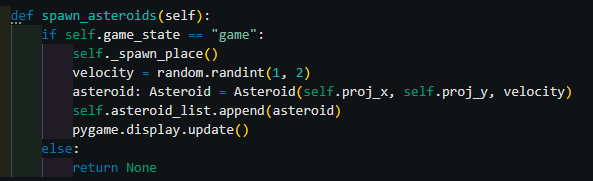 def spawn_asteroids(self):
    if self.game_state == "game":
        self._spawn_place()
        velocity = random.randint(1, 2)
        asteroid: Asteroid = Asteroid(self.proj_x, self.proj_y, velocity)
        self.asteroid_list.append(asteroid)
        pygame.display.update()
    else:
        return None